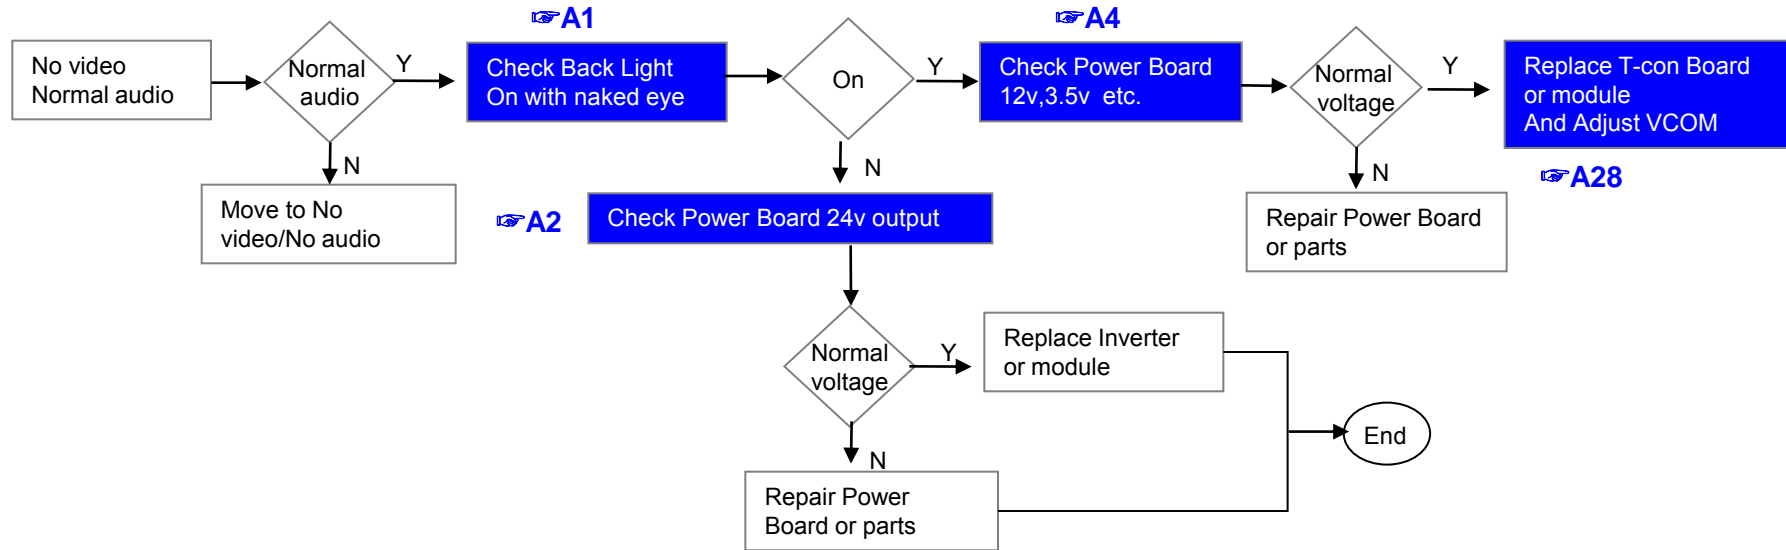 ☞A1
☞A4
No video
Normal audio
Normal
audio
Y
Check Back Light
On with naked eye
On
Y
Check Power Board
12v,3.5v etc.
Normal
voltage
Y
Replace T-con Board
or module
And Adjust VCOM
N
N
N
☞A28
Move to No
video/No audio
☞A2
Check Power Board 24v output
Repair Power Board
or parts
Normal
voltage
Y
Replace Inverter
or module
End
N
Repair Power
Board or parts